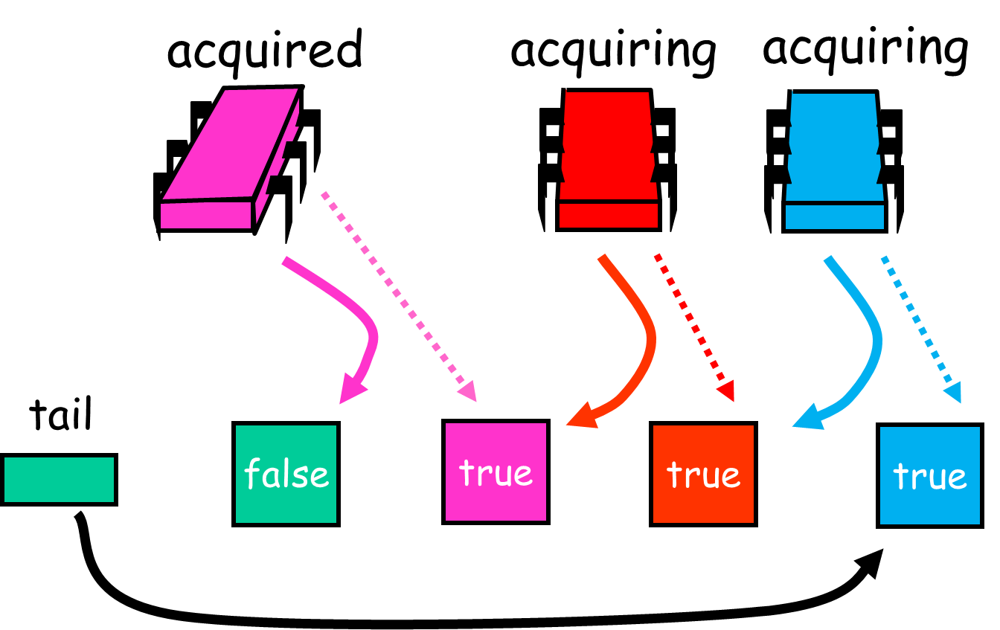 acquired
acquiring
acquiring
tail
false
true
true
true